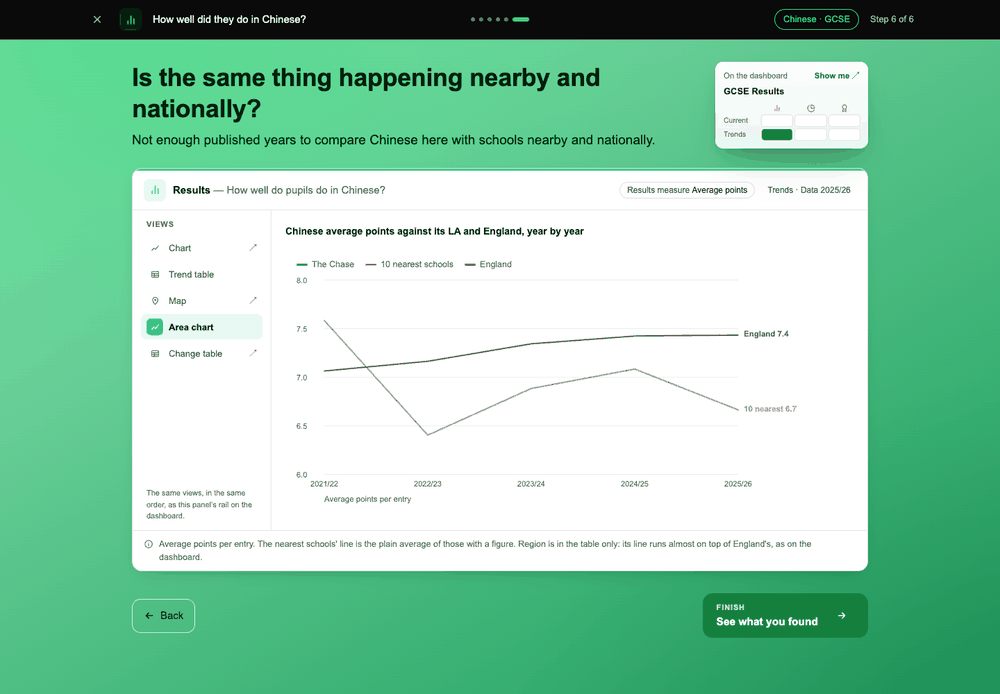 How well did they do in Chinese?
Chinese · GCSE
Step 6 of 6
Is the same thing happening nearby and
nationally?
Not enough published years to compare Chinese here with schools nearby and nationally.
On the dashboard
Show me
GCSE Results
Current
Trends
Results — How well do pupils do in Chinese?
Results measure Average points
Trends · Data 2025/26
VIEWS
Chart
Trend table
Map
Area chart
Change table
The same views, in the same
order, as this panel's rail on the
dashboard.
Chinese average points against its LA and England, year by year
The Chase
10 nearest schools
England
8.0
7.5
7.0
6.5
6.0
England 7.4
10 nearest 6.7
2021/22
2022/23
2023/24
2024/25
2025/26
Average points per entry
Average points per entry. The nearest schools' line is the plain average of those with a figure. Region is in the table only: its line runs almost on top of England's, as on the
dashboard.
Back
FINISH
See what you found